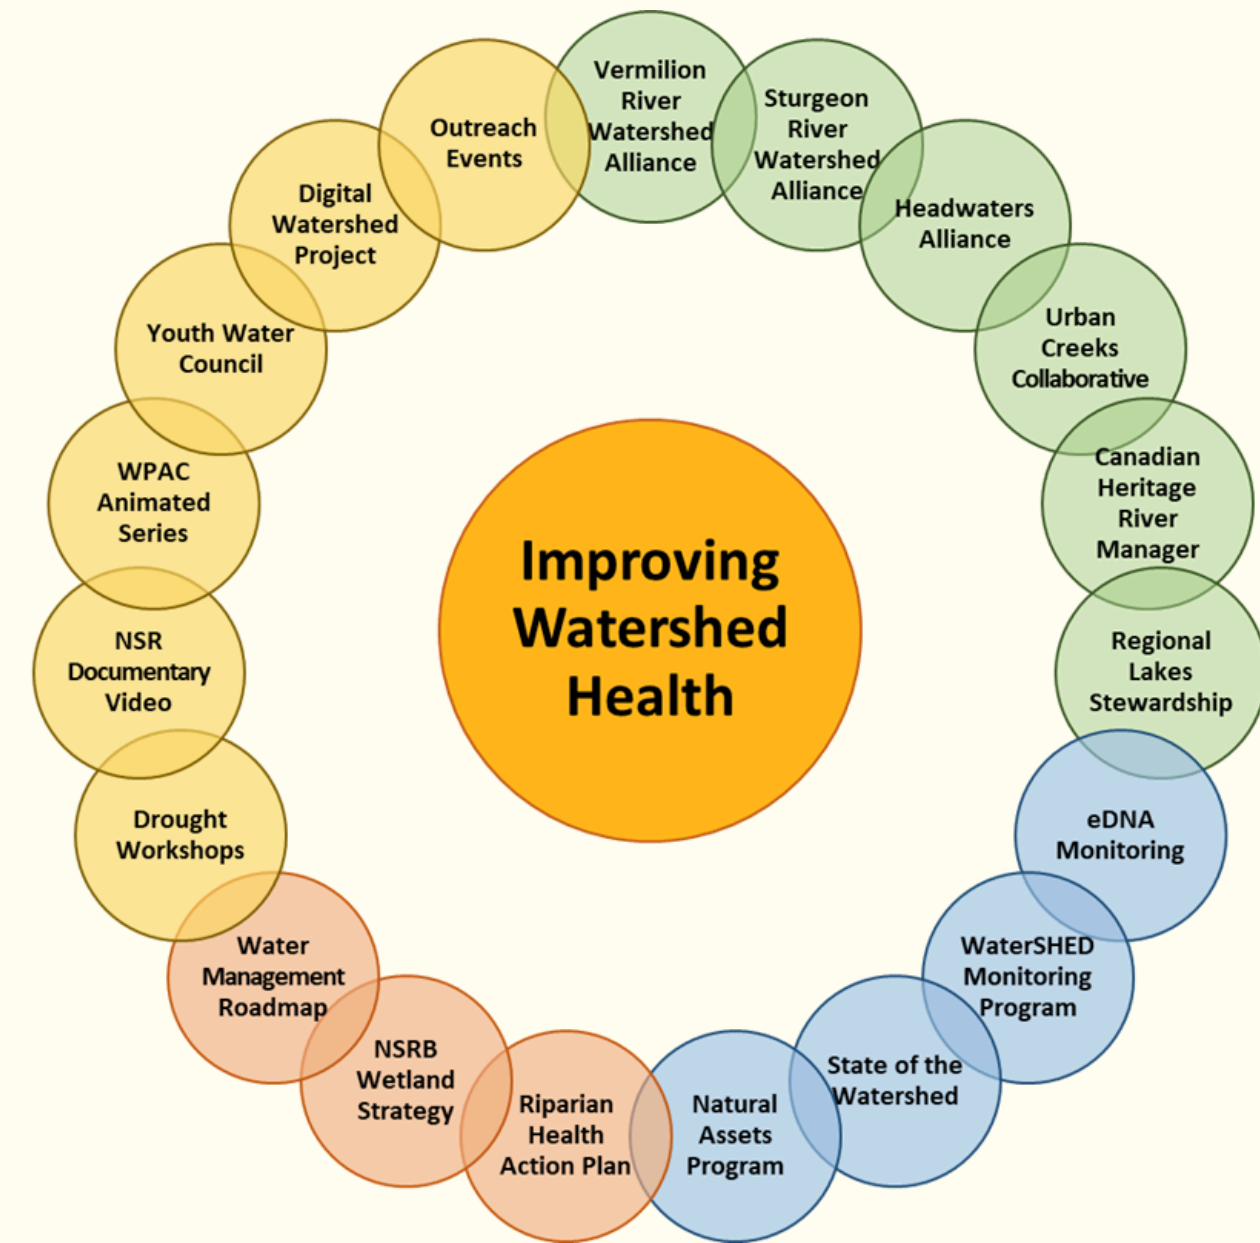 Vermilion
River
Watershed
Alliance
Sturgeon
River
Watershed
Alliance
Headwaters
Alliance
Urban
Creeks
Collaborative
Canadian
Heritage
River
Manager
Regional
Lakes
Stewardship
eDNA
Monitoring
WaterSHED
Monitoring
Program
State of the
Watershed
Natural
Assets
Program
Riparian
Health
Action Plan
NSRB
Wetland
Strategy
Water
Management
Roadmap
Drought
Workshops
NSR
Documentary
Video
WPAC
Animated
Series
Youth Water
Council
Digital
Watershed
Project
Outreach
Events
Improving
Watershed
Health